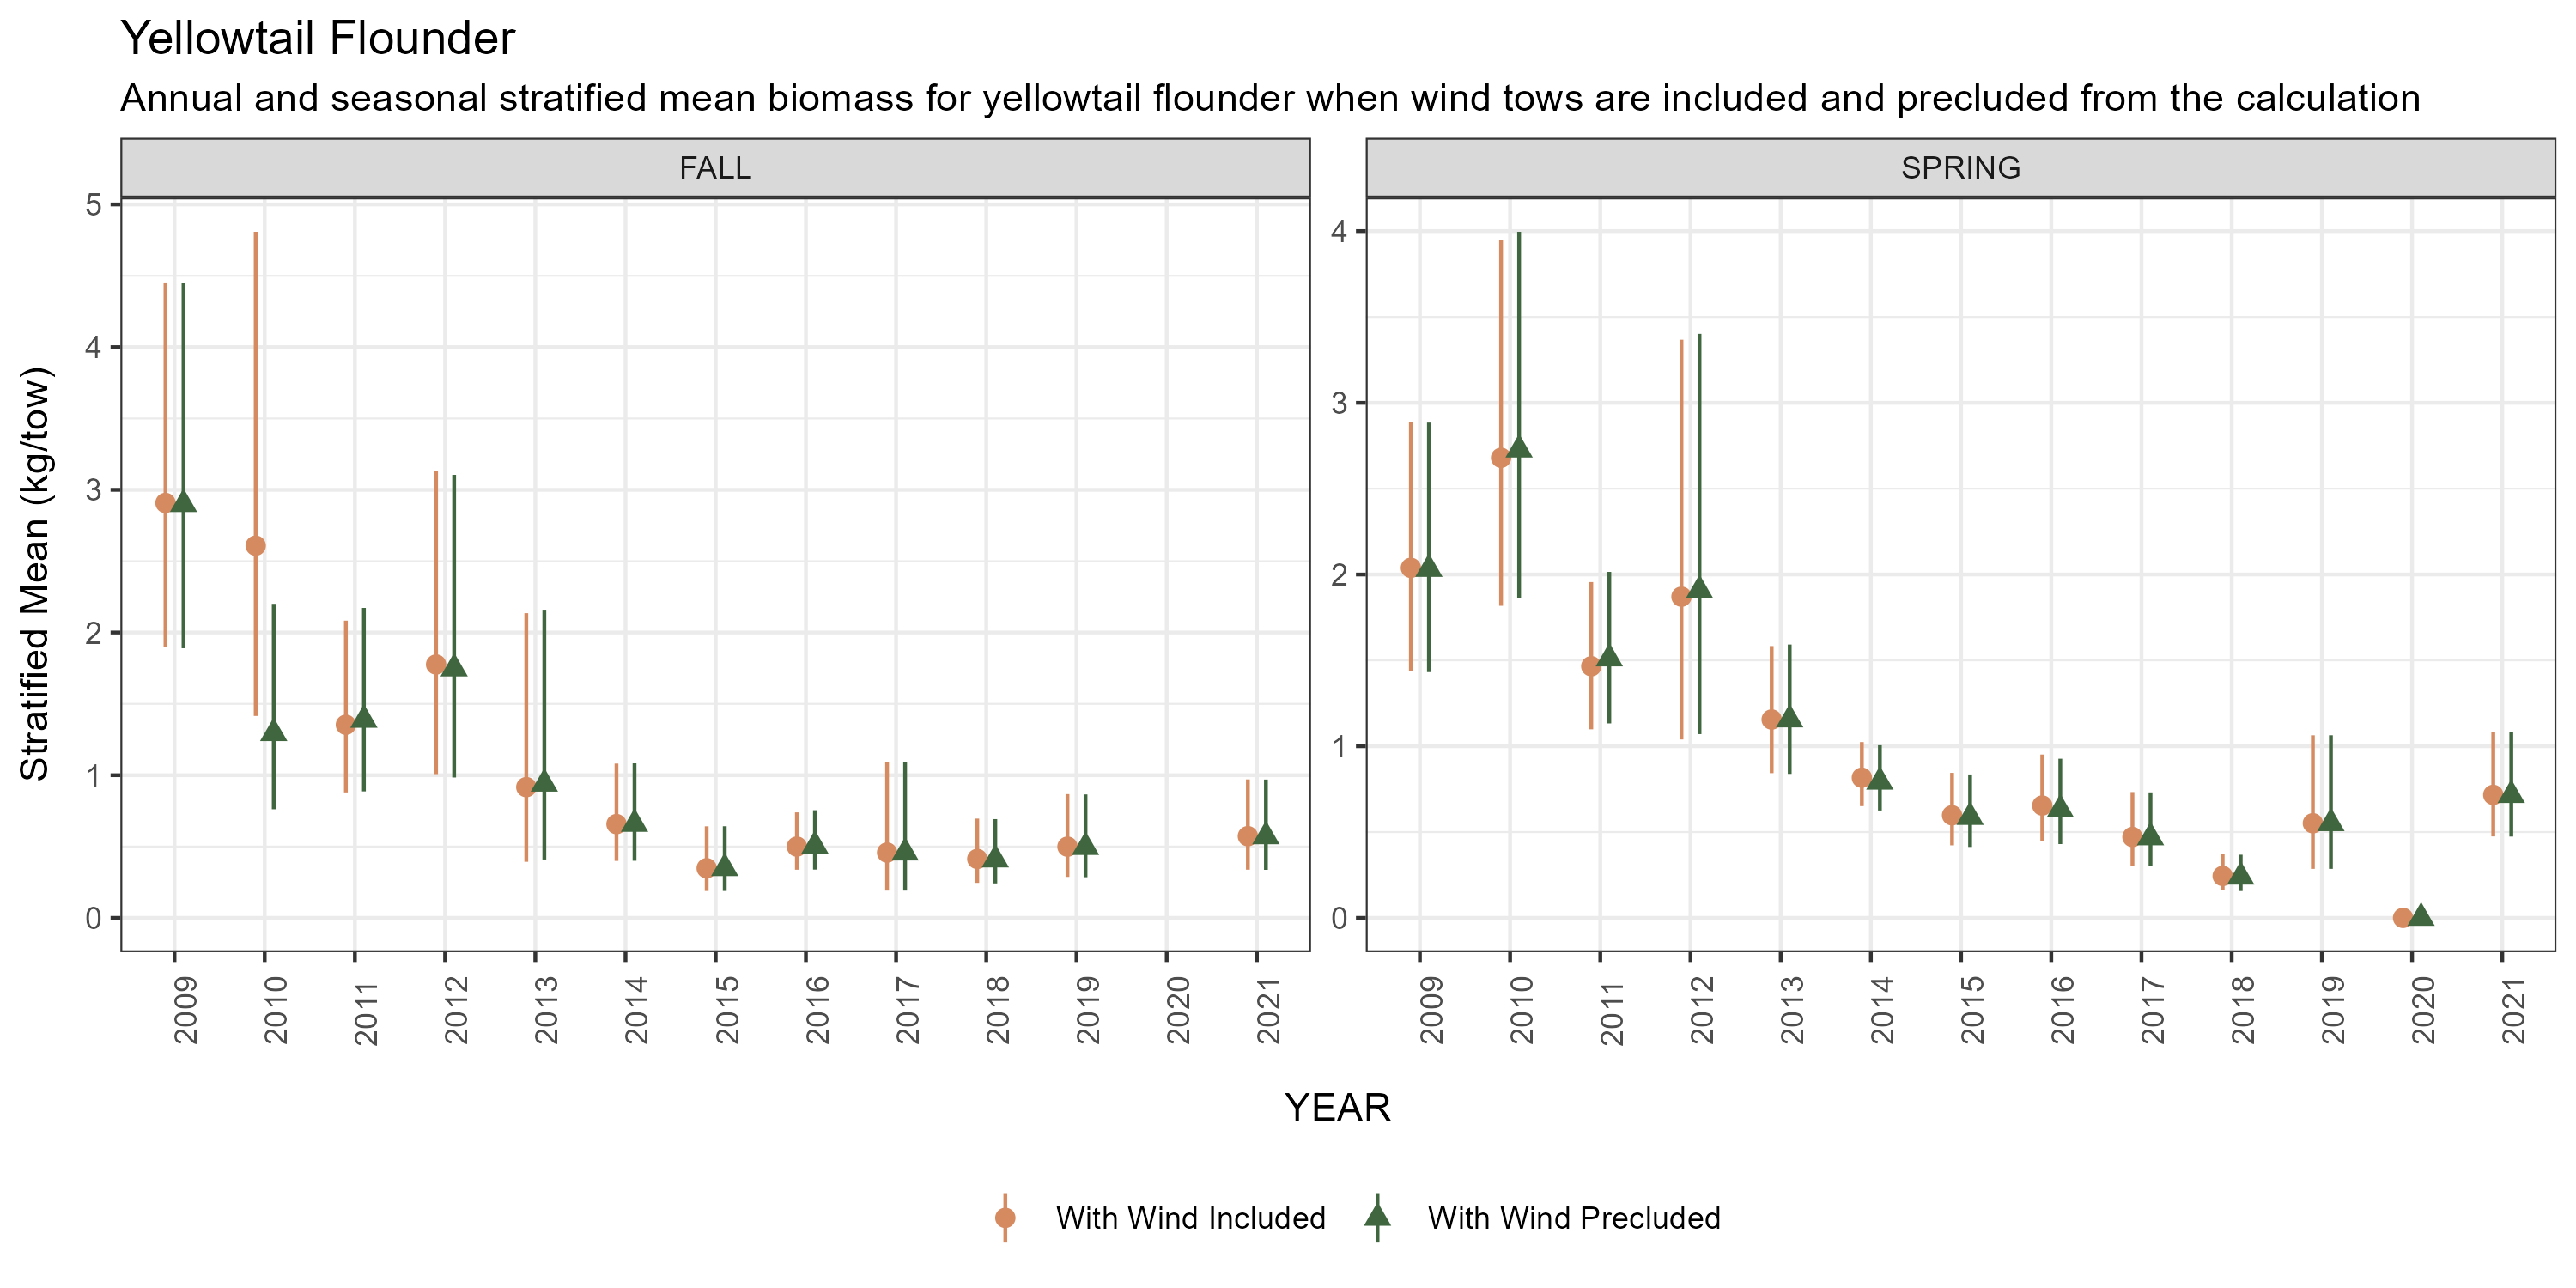 Yellowtail Flounder
Annual and seasonal stratified mean biomass for yellowtail flounder when wind tows are included and precluded from the calculation
FALL
SPRING
Stratified Mean (kg/tow)
5
4
3
2
1
0
4
3
2
1
0
2009 2010 2011 2012 2013 2014 2015 2016 2017 2018 2019 2020 2021
2009 2010 2011 2012 2013 2014 2015 2016 2017 2018 2019 2020 2021
YEAR
With Wind Included
With Wind Precluded